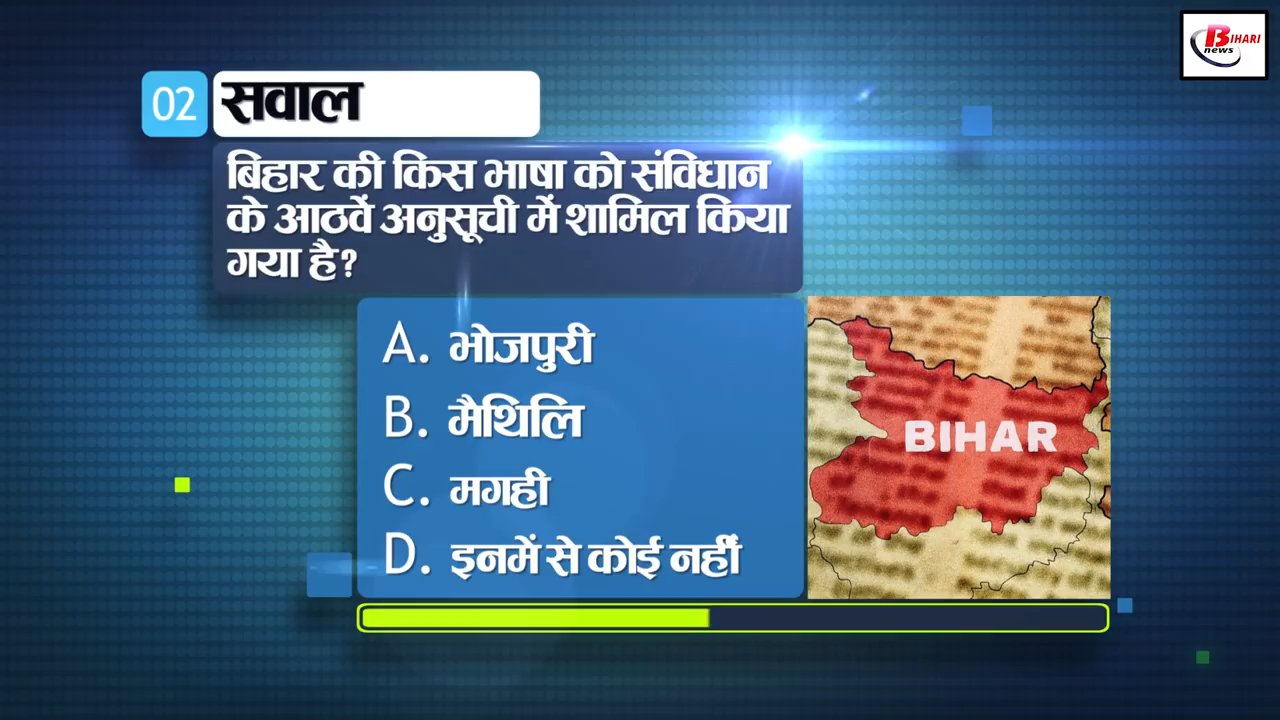 BIHARI
news
02 सवाल
बिहार की किस भाषा को संविधान
के आठवें अनुसूची में शामिल किया
गया है?
A. भोजपुरी
B. मैथिलि
C. मगही
D. इनमें से कोई नहीं
BIHAR